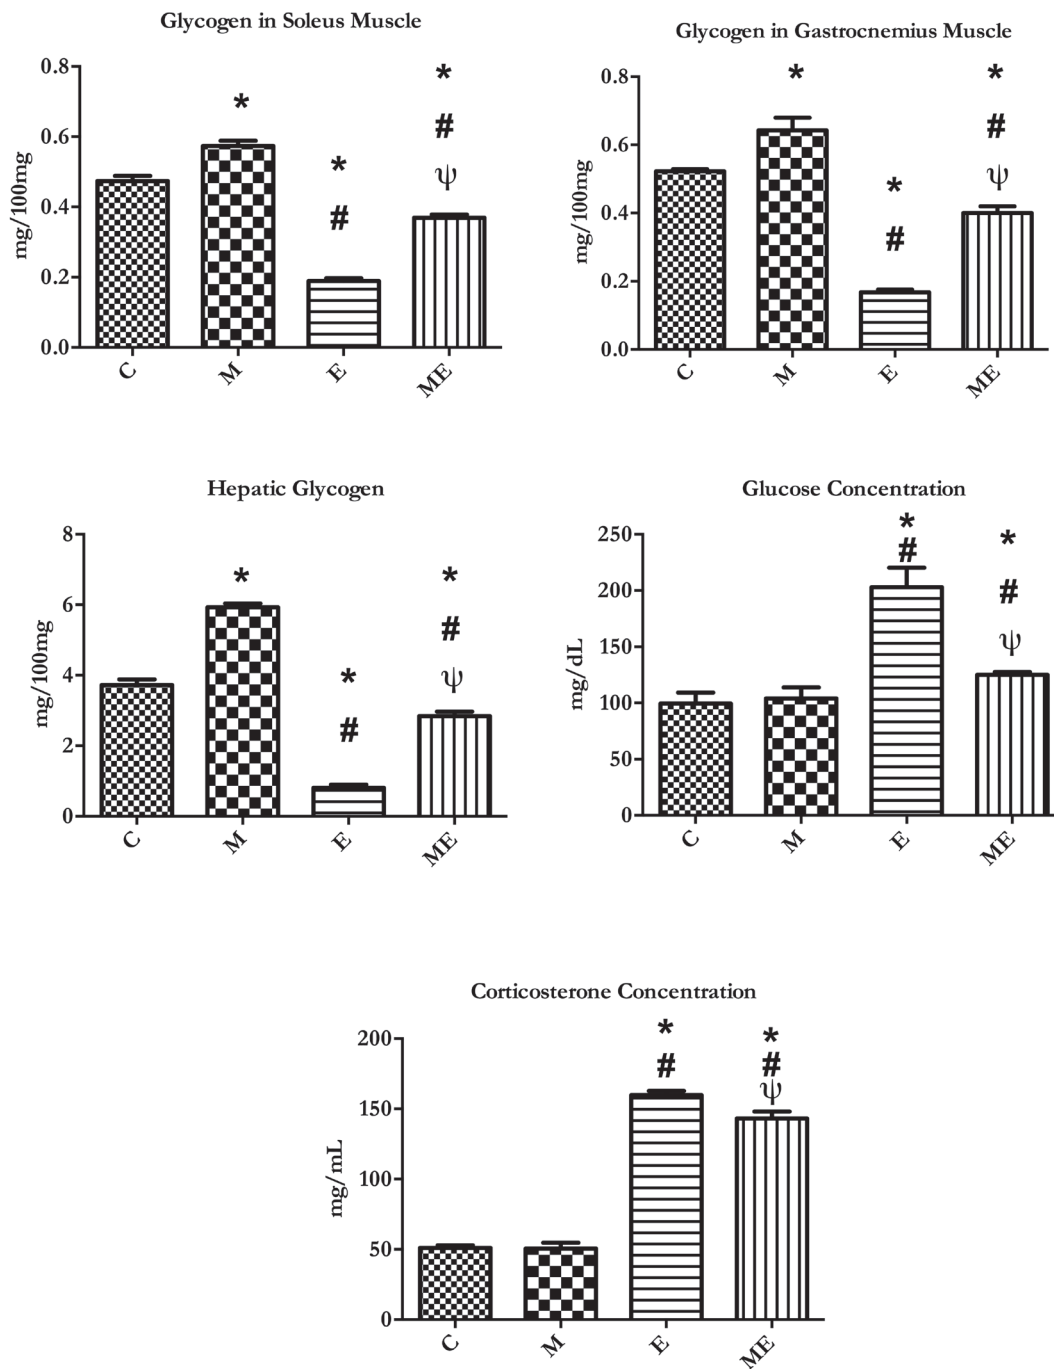 Glycogen in Soleus Muscle
mg/100mg
0.8
0.6
0.4
0.2
0.0
*
*
#
*
#
ψ
C
M
E
ME
Glycogen in Gastrocnemius Muscle
mg/100mg
0.8
0.6
0.4
0.2
0.0
*
*
#
*
#
ψ
C
M
E
ME
Hepatic Glycogen
mg/100mg
8
6
4
2
0
*
*
#
*
#
ψ
C
M
E
ME
Glucose Concentration
mg/dL
250
200
150
100
50
0
*
#
*
#
ψ
C
M
E
ME
Corticosterone Concentration
mg/mL
200
150
100
50
0
*
#
*
#
ψ
C
M
E
ME